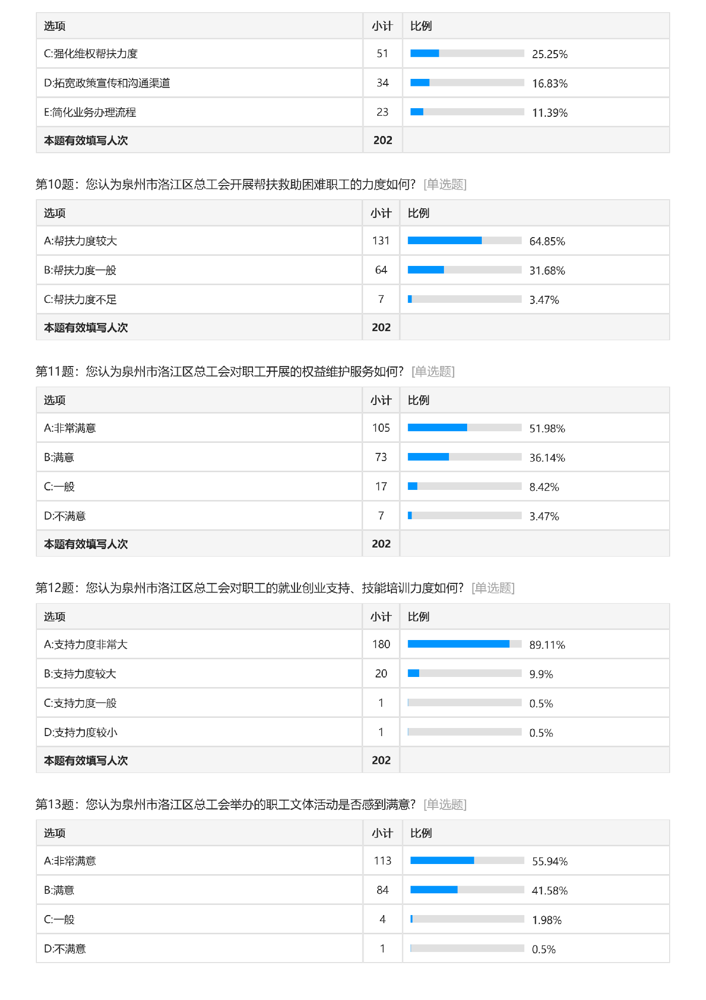 选项 小计 比例
C:强化维权帮扶力度 51 25.25%
D:拓宽政策宣传和沟通渠道 34 16.83%
E:简化业务办理流程 23 11.39%
本题有效填写人次 202
第10题：您认为泉州市洛江区总工会开展帮扶救助困难职工的力度如何? [单选题]
选项 小计 比例
A:帮扶力度较大 131 64.85%
B:帮扶力度一般 64 31.68%
C:帮扶力度不足 7 3.47%
本题有效填写人次 202
第11题：您认为泉州市洛江区总工会对职工开展的权益维护服务如何? [单选题]
选项 小计 比例
A:非常满意 105 51.98%
B:满意 73 36.14%
C:一般 17 8.42%
D:不满意 7 3.47%
本题有效填写人次 202
第12题：您认为泉州市洛江区总工会对职工的就业创业支持、技能培训力度如何? [单选题]
选项 小计 比例
A:支持力度非常大 180 89.11%
B:支持力度较大 20 9.9%
C:支持力度一般 1 0.5%
D:支持力度较小 1 0.5%
本题有效填写人次 202
第13题：您认为泉州市洛江区总工会举办的职工文体活动是否感到满意? [单选题]
选项 小计 比例
A:非常满意 113 55.94%
B:满意 84 41.58%
C:一般 4 1.98%
D:不满意 1 0.5%